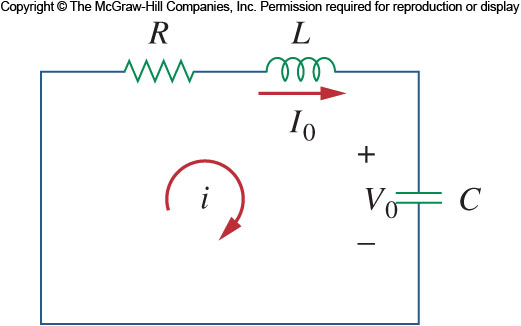 Copyright © The McGraw-Hill Companies, Inc. Permission required for reproduction or display
R L
I0
+
i V0 C
–